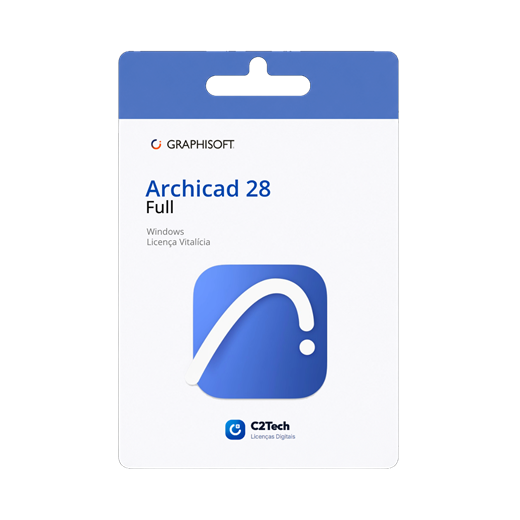 GRAPHISOFT
Archicad 28
Full
Windows
Licença Vitalícia
C2Tech
Licenças Digitais